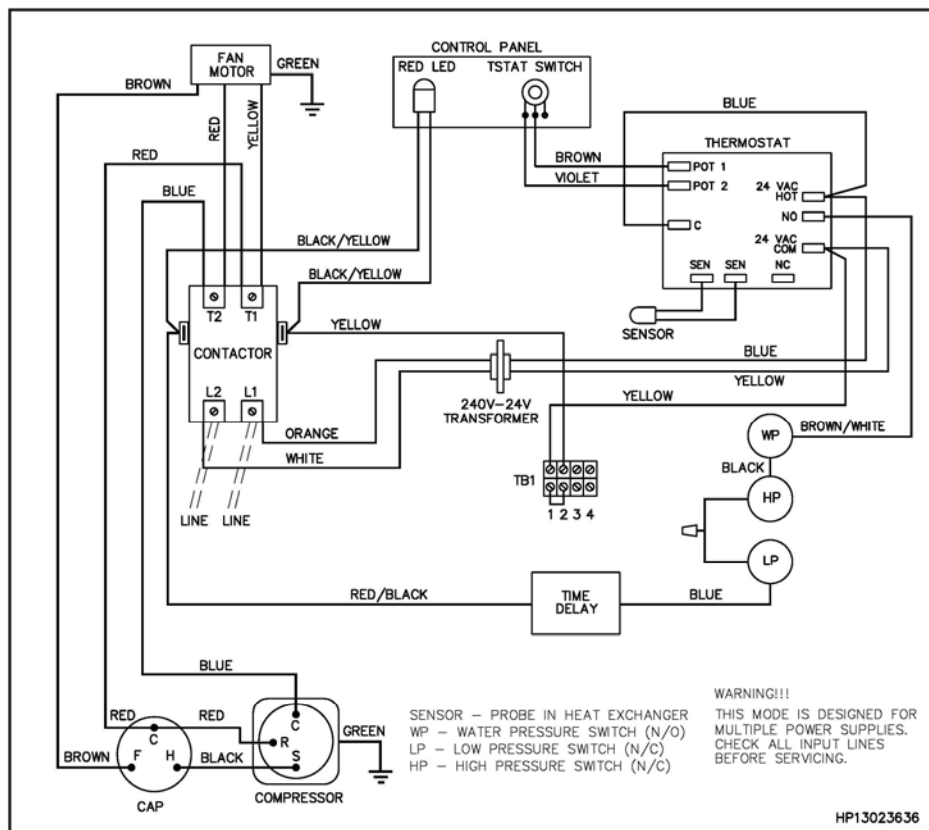 CONTROL PANEL
FAN
MOTOR
GREEN
BROWN
RED LED
TSTAT SWITCH
RED
YELLOW
BLUE
THERMOSTAT
RED
BLUE
BROWN
VIOLET
POT 1
POT 2
24 VAC
HOT
NO
C
24 VAC
COM
SEN
SEN
NC
BLACK/YELLOW
BLACK/YELLOW
SENSOR
T2
T1
YELLOW
CONTACTOR
BLUE
YELLOW
L2
L1
240V-24V
TRANSFORMER
YELLOW
ORANGE
WHITE
WP
BROWN/WHITE
BLACK
TB1
HP
1 2 3 4
LINE
LINE
LP
RED/BLACK
TIME
DELAY
BLUE
BLUE
RED
RED
C
C
R
S
GREEN
BROWN
F
H
BLACK
CAP
COMPRESSOR
SENSOR – PROBE IN HEAT EXCHANGER
WP – WATER PRESSURE SWITCH (N/O)
LP – LOW PRESSURE SWITCH (N/C)
HP – HIGH PRESSURE SWITCH (N/C)
WARNING!!!
THIS MODE IS DESIGNED FOR
MULTIPLE POWER SUPPLIES.
CHECK ALL INPUT LINES
BEFORE SERVICING.
HP13023636